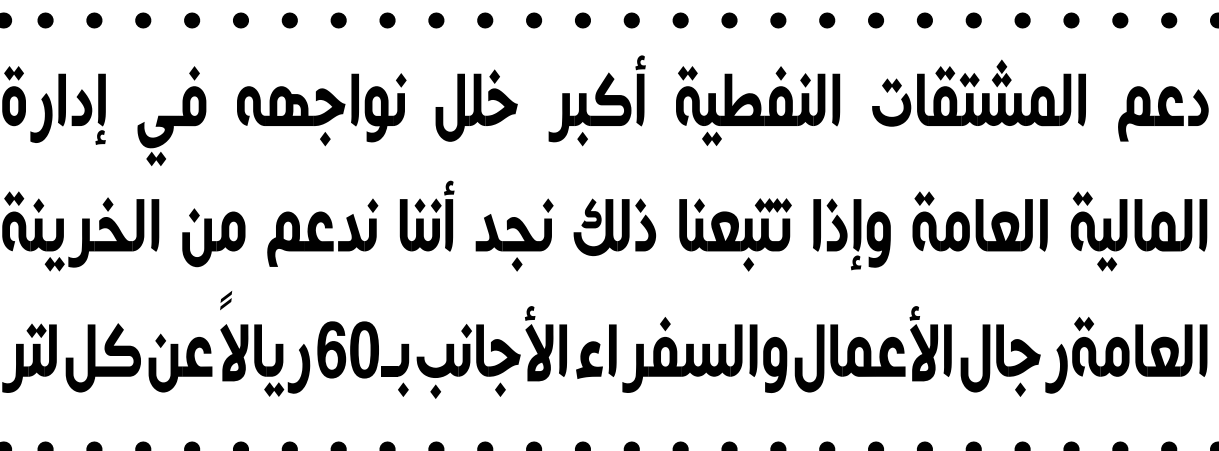 دعم المشتقات النفطية أكبر خلل نواجهه في إدارة
المالية العامة وإذا تتبعنا ذلك نجد أننا ندعم من الخرينة
العامة رجال الأعمال والسفراء الأجانب بـ60 ريالاً عن كل لتر